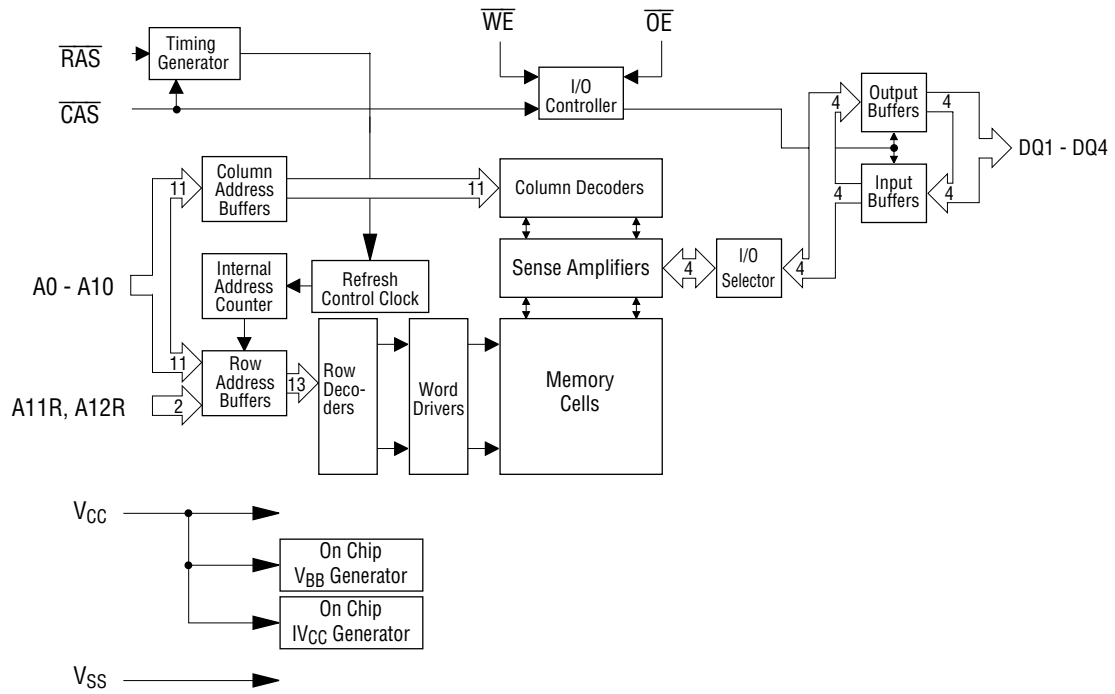 RAS
Timing
Generator
WE
OE
I/O
Controller
CAS
4
Output
Buffers
4
DQ1 - DQ4
11
Column
Address
Buffers
11
Column Decoders
4
Input
Buffers
4
A0 - A10
Internal
Address
Counter
Refresh
Control Clock
Sense Amplifiers
4
I/O
Selector
4
11
Row
Address
Buffers
13
Row
Deco-
ders
Word
Drivers
Memory
Cells
A11R, A12R
2
VCC
On Chip
VBB Generator
On Chip
IVCC Generator
VSS